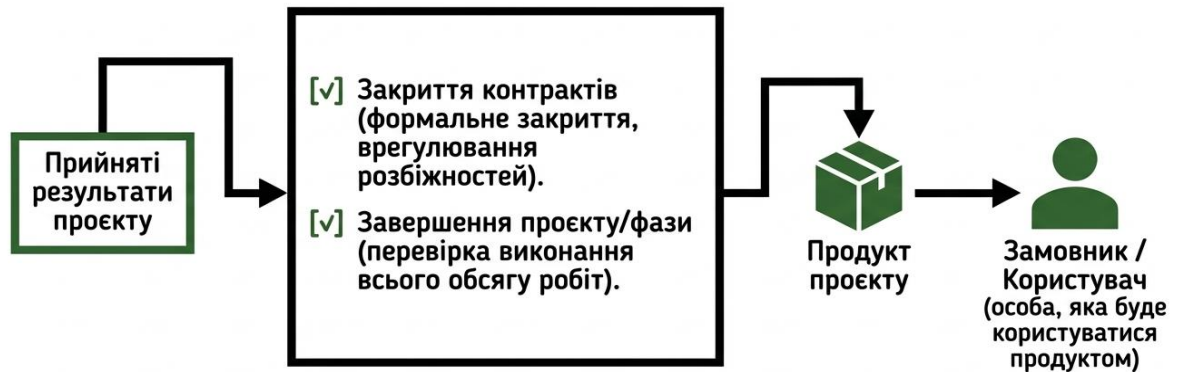 Прийняті
результати
проєкту
[√] Закриття контрактів
(формальне закриття,
врегулювання
розбіжностей).
[√] Завершення проєкту/фази
(перевірка виконання
всього обсягу робіт).
Продукт
проєкту
Замовник /
Користувач
(особа, яка буде
користуватися
продуктом)